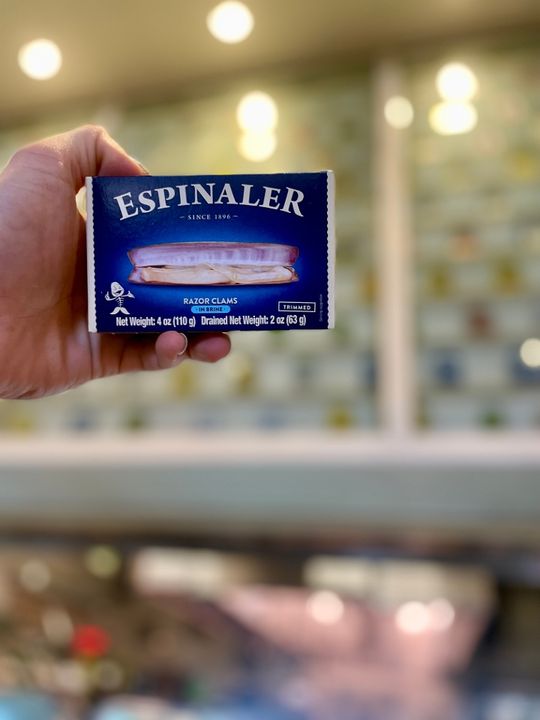 ESPINALER
– SINCE 1896 –
RAZOR CLAMS
IN BRINE
TRIMMED
Net Weight: 4 oz (110 g) Drained Net Weight: 2 oz (63 g)